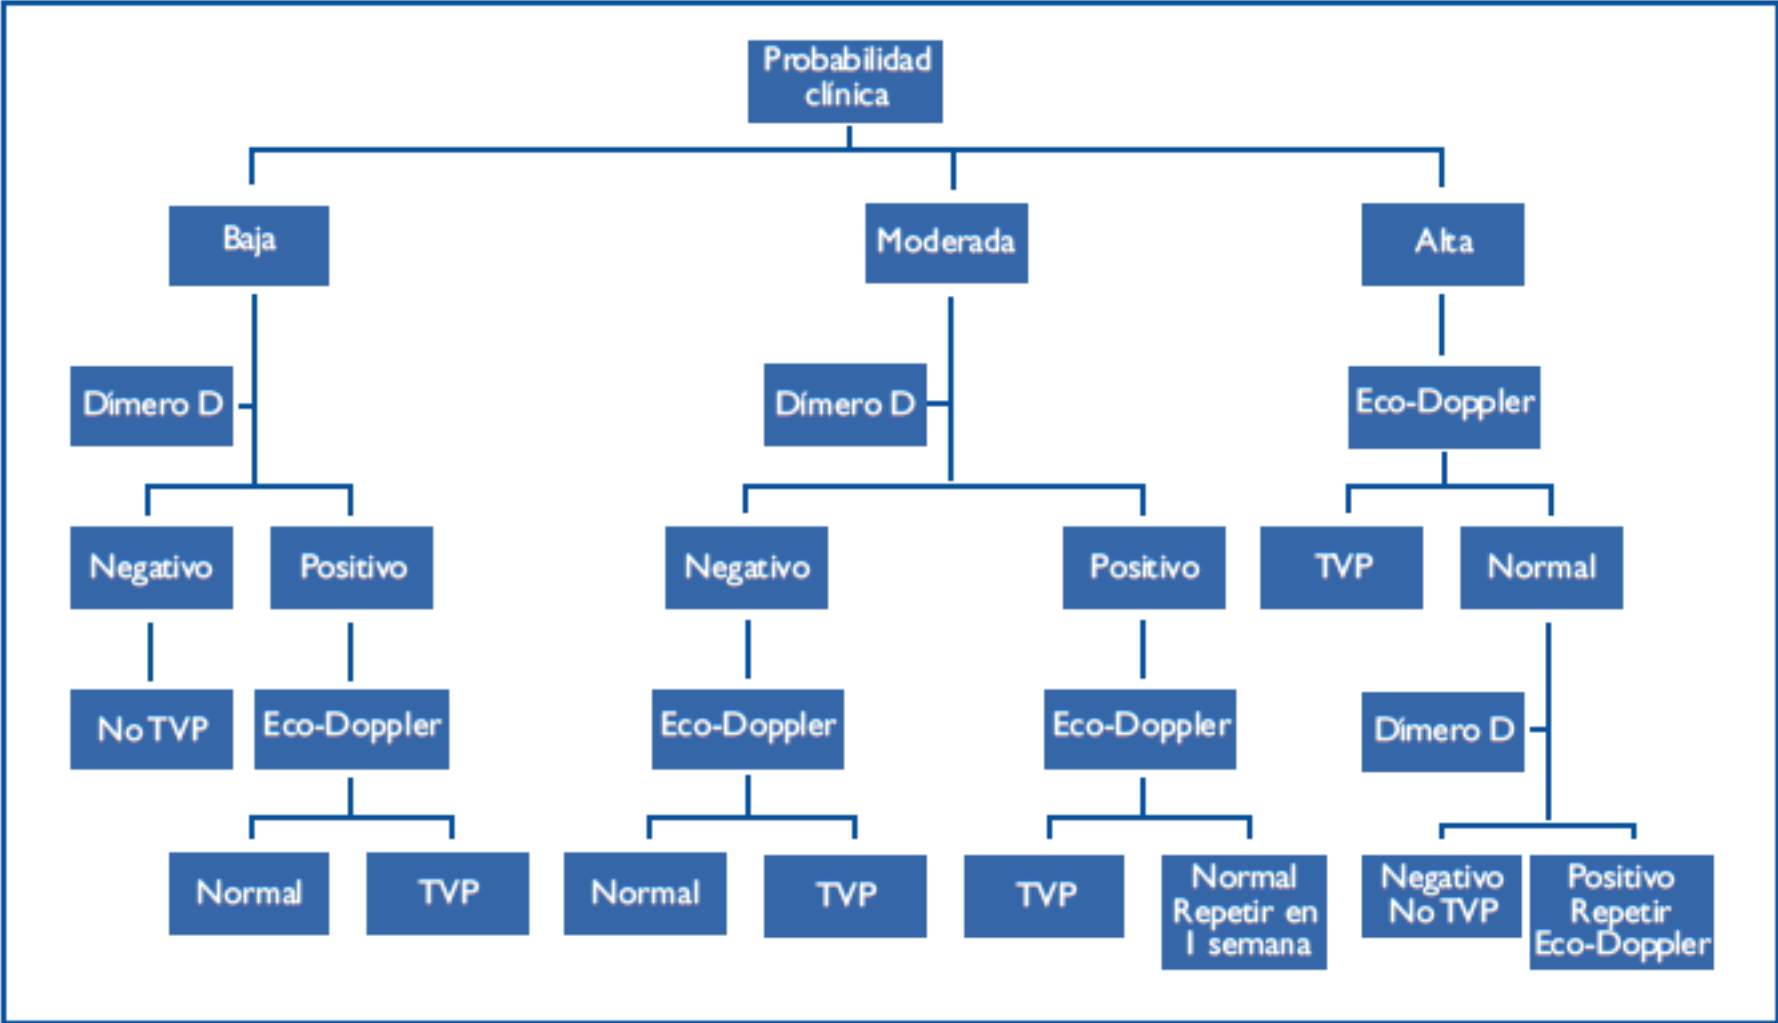 Probabilidad
clínica
Baja
Moderada
Alta
Dímero D
Dímero D
Eco-Doppler
Negativo
Positivo
Negativo
Positivo
TVP
Normal
No TVP
Eco-Doppler
Eco-Doppler
Eco-Doppler
Dímero D
Normal
TVP
Normal
TVP
TVP
Normal
Repetir en
1 semana
Negativo
No TVP
Positivo
Repetir
Eco-Doppler